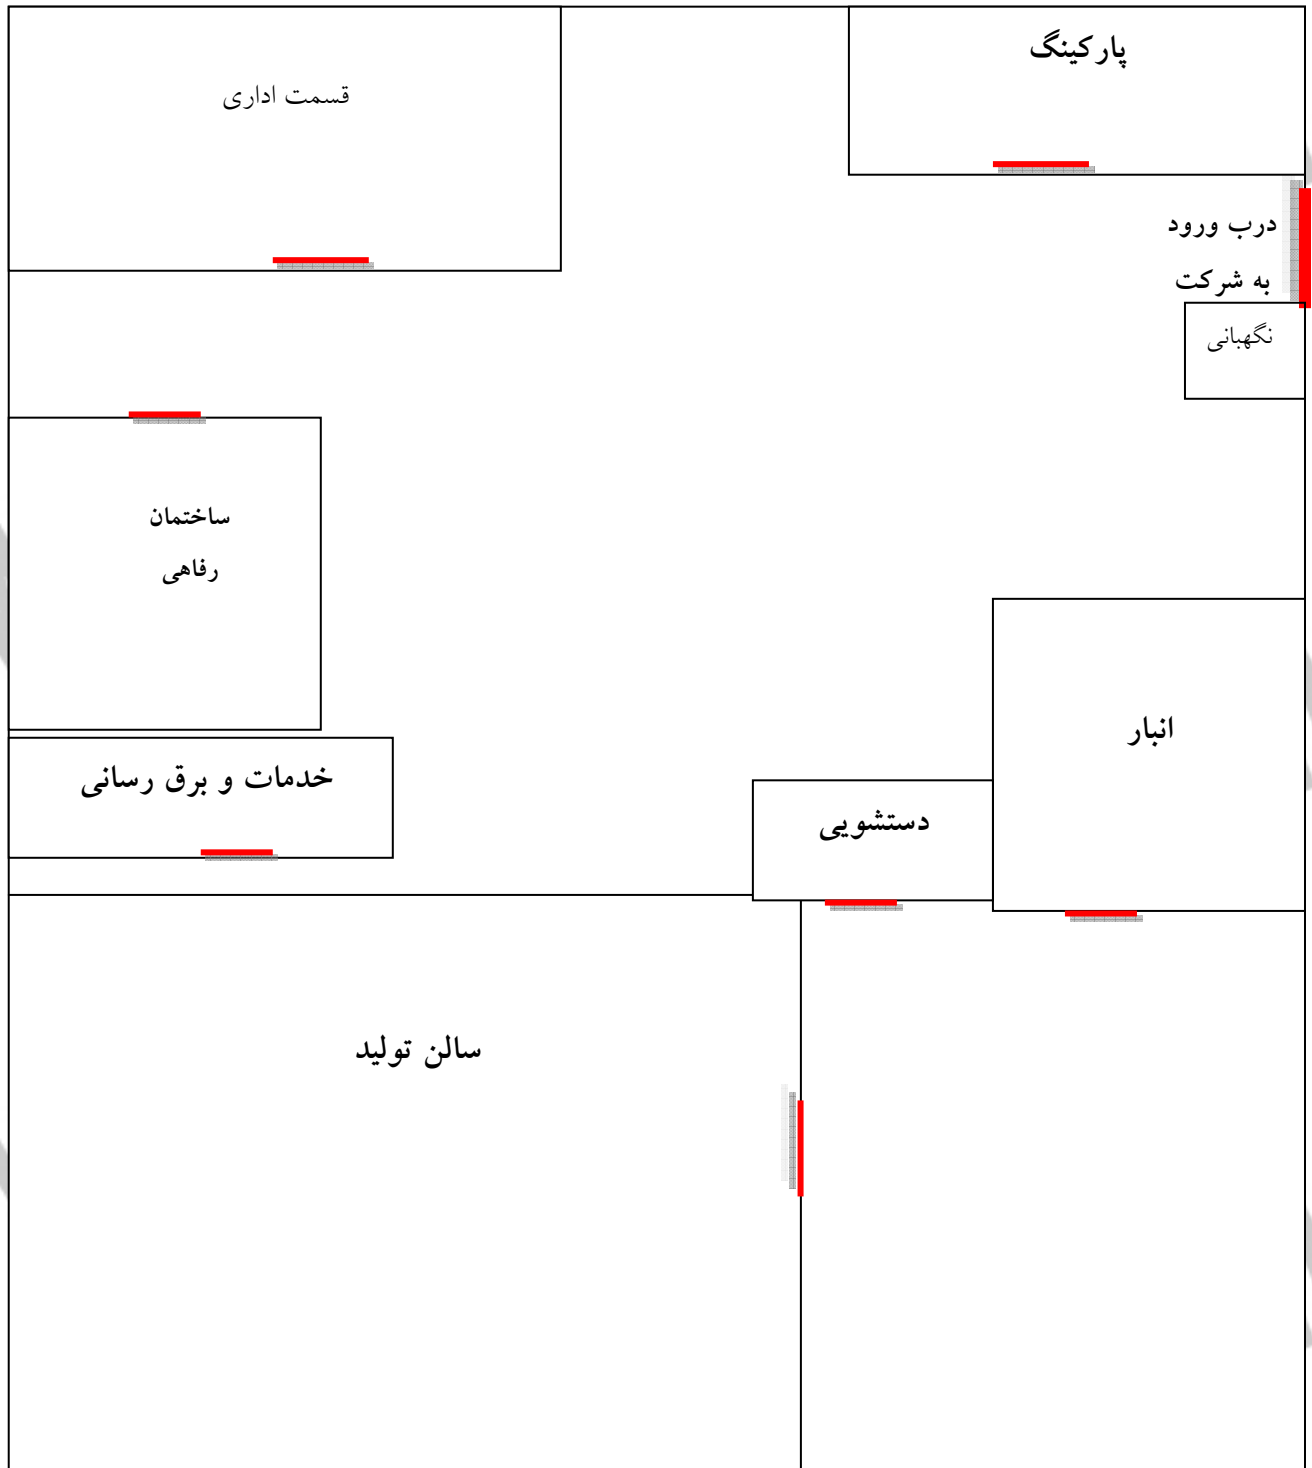 پارکینگ
قسمت اداری
درب ورود
به شرکت
نگهبانی
ساختمان
رفاهی
انبار
خدمات و برق رسانی
دستشویی
سالن تولید